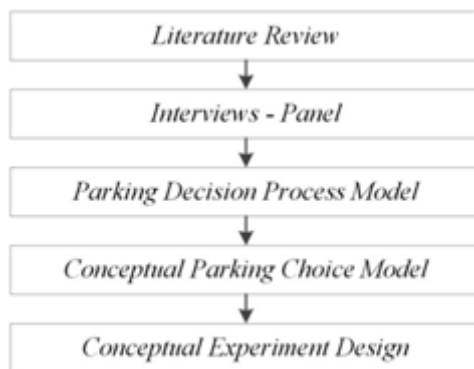 Literature Review
Interviews - Panel
Parking Decision Process Model
Conceptual Parking Choice Model
Conceptual Experiment Design